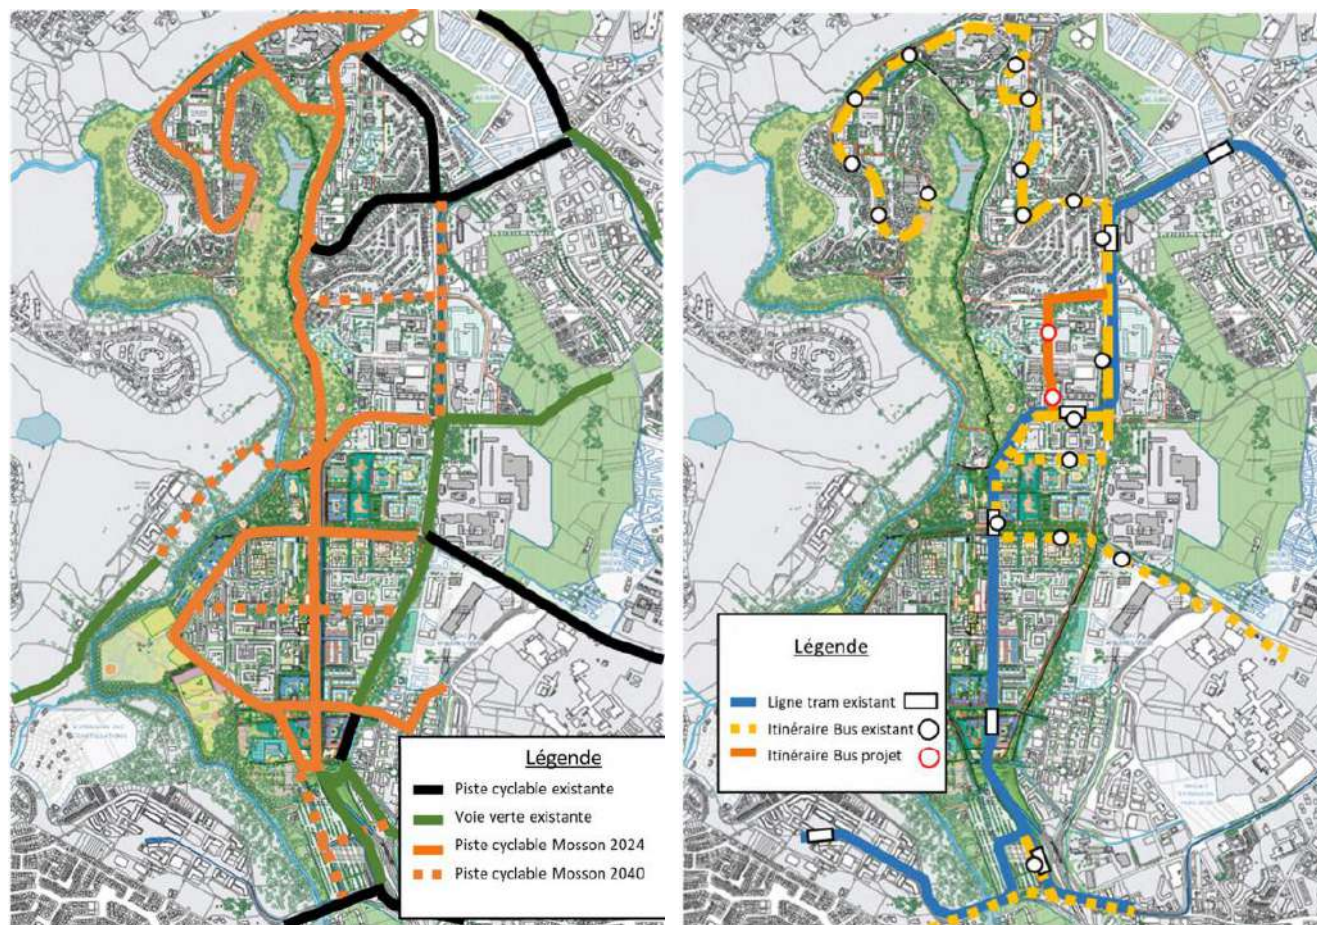 Légende
Piste cyclable existante
Voie verte existante
Piste cyclable Mosson 2024
Piste cyclable Mosson 2040
Légende
Ligne tram existant
Itinéraire Bus existant
Itinéraire Bus projet